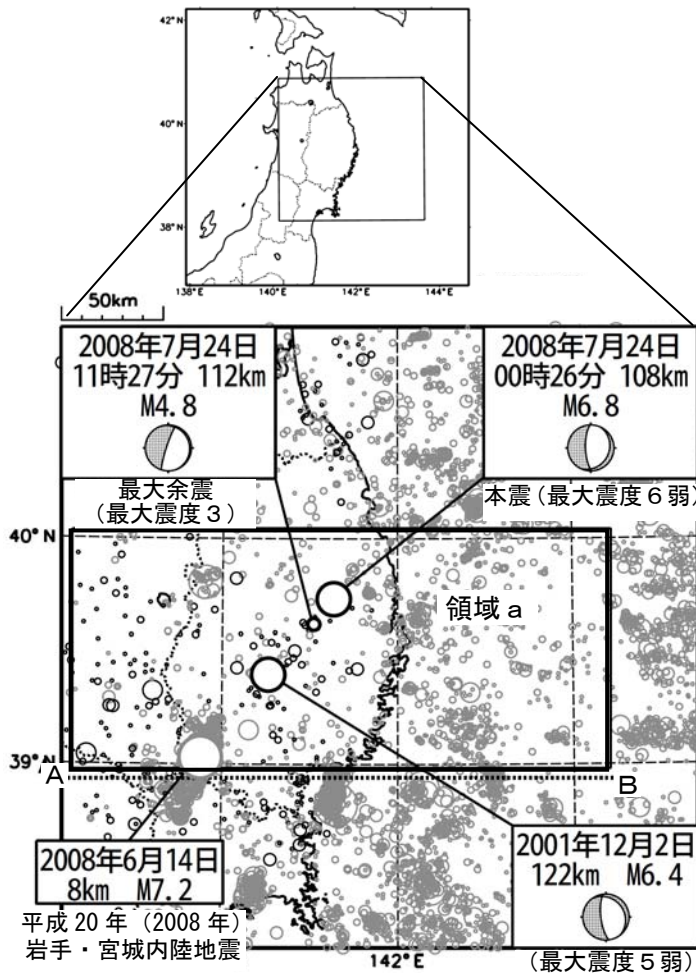 42°N
40°N
38°N
138°E
140°E
142°E
144°E
50km
2008年7月24日
11時27分 112km
M4.8
2008年7月24日
00時26分 108km
M6.8
最大余震
(最大震度3)
本震(最大震度6弱)
40°N
領域a
39°N
A
B
2008年6月14日
8km M7.2
平成20年(2008年)
岩手・宮城内陸地震
2001年12月2日
122km M6.4
(最大震度5弱)
142°E